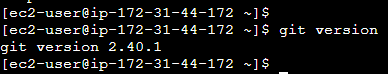 [ec2-user@ip-172-31-44-172 ~]$
[ec2-user@ip-172-31-44-172 ~]$ git version
git version 2.40.1
[ec2-user@ip-172-31-44-172 ~]$